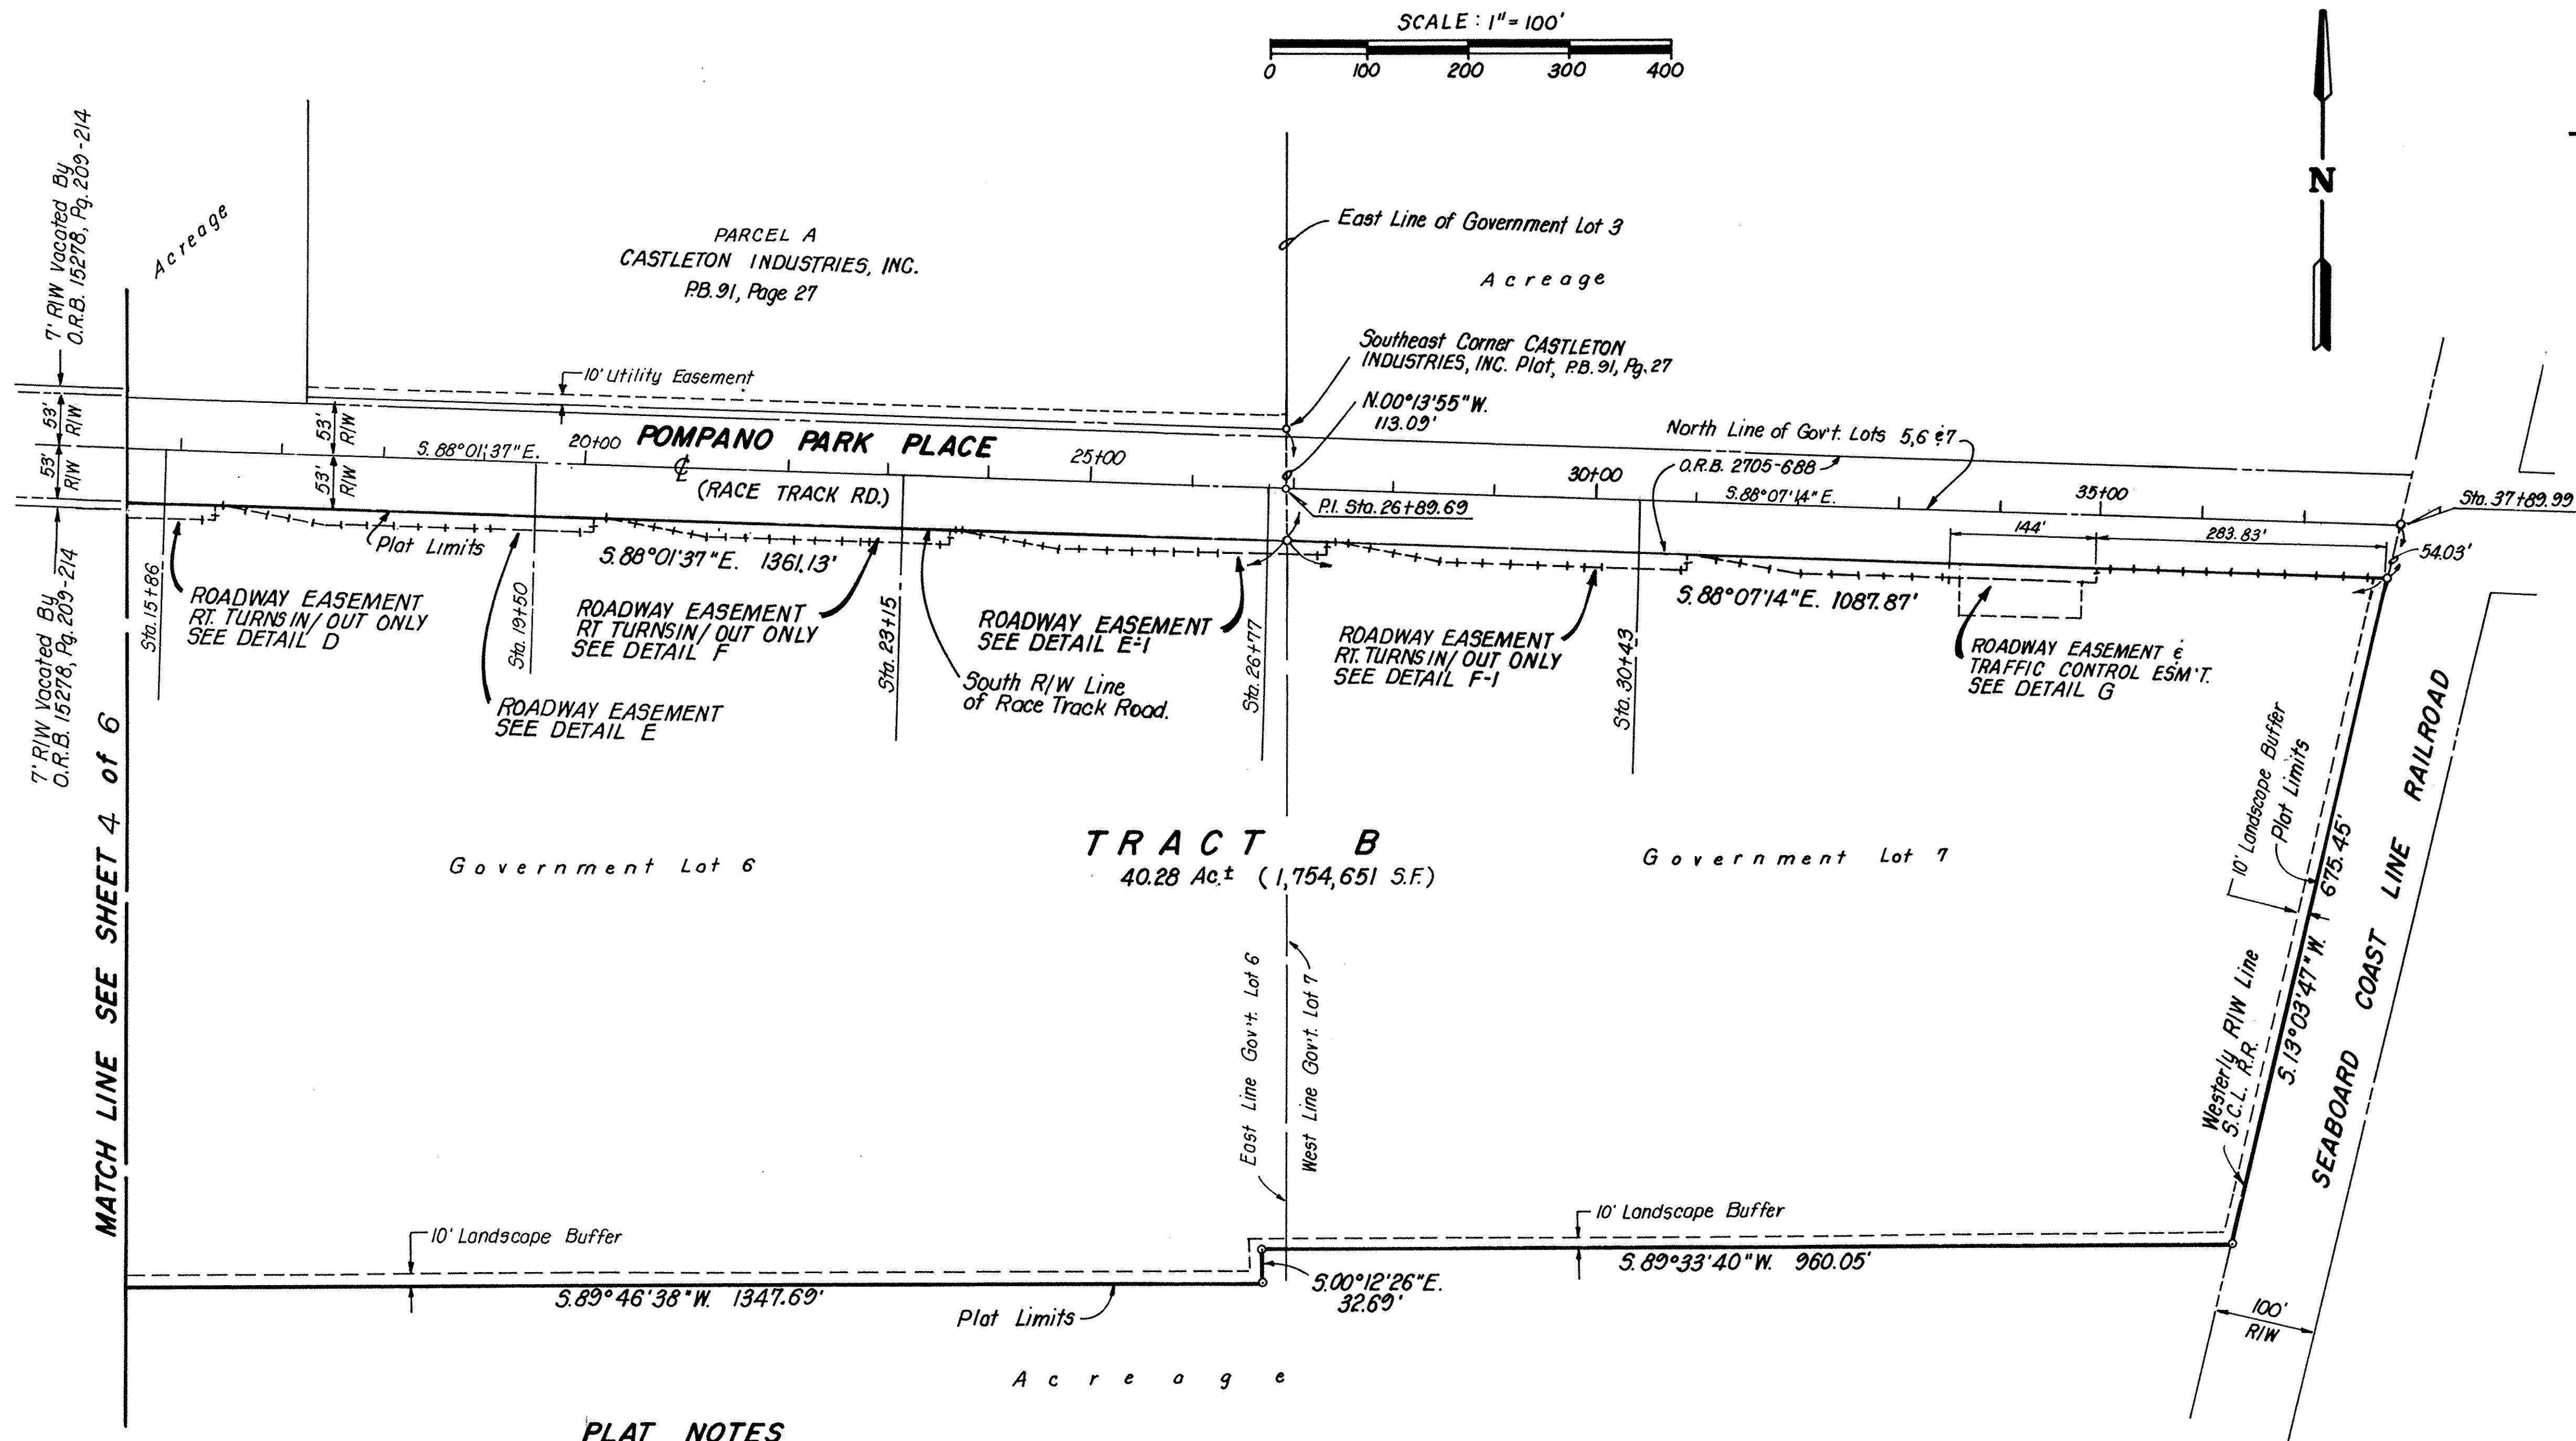 SCALE : 1" = 100'
0 100 200 300 400
N
7' R/W Vacated By
O.R.B. 15278, Pg. 209-214
Acreage
PARCEL A
CASTLETON INDUSTRIES, INC.
P.B. 91, Page 27
East Line of Government Lot 3
Acreage
Southeast Corner CASTLETON
INDUSTRIES, INC. Plat, P.B. 91, Pg. 27
N.00°13'55"W.
113.09'
10' Utility Easement
53'
R/W
53'
R/W
53'
R/W
53'
R/W
S.88°01'37"E.
20+00
POMPANO PARK PLACE
℄
(RACE TRACK RD.)
25+00
P.I. Sta. 26+89.69
North Line of Gov't. Lots 5,6 & 7
O.R.B. 2705-688
30+00
S.88°07'14"E.
35+00
Sta. 37+89.99
144'
283.83'
54.03'
Plat Limits
S.88°01'37"E. 1361.13'
S.88°07'14"E. 1087.87'
7' R/W Vacated By
O.R.B. 15278, Pg. 209-214
Sta. 15+86
ROADWAY EASEMENT
RT. TURNS IN/ OUT ONLY
SEE DETAIL D
Sta. 19+50
ROADWAY EASEMENT
SEE DETAIL E
ROADWAY EASEMENT
RT TURNS IN/ OUT ONLY
SEE DETAIL F
Sta. 23+15
South R/W Line
of Race Track Road.
ROADWAY EASEMENT
SEE DETAIL E-1
Sta. 26+77
ROADWAY EASEMENT
RT. TURNS IN/ OUT ONLY
SEE DETAIL F-1
Sta. 30+43
ROADWAY EASEMENT &
TRAFFIC CONTROL ESM'T.
SEE DETAIL G
MATCH LINE SEE SHEET 4 of 6
Government Lot 6
TRACT B
40.28 Ac.± (1,754,651 S.F.)
Government Lot 7
10' Landscape Buffer
Plat Limits
S.13°03'47"W. 675.45'
SEABOARD COAST LINE RAILROAD
Westerly R/W Line
S.C.L. R.R.
East Line Gov't. Lot 6
West Line Gov't. Lot 7
10' Landscape Buffer
10' Landscape Buffer
S.89°46'38"W. 1347.69'
Plat Limits
S.00°12'26"E.
32.69'
S.89°33'40"W. 960.05'
100'
R/W
Acreage
PLAT NOTES